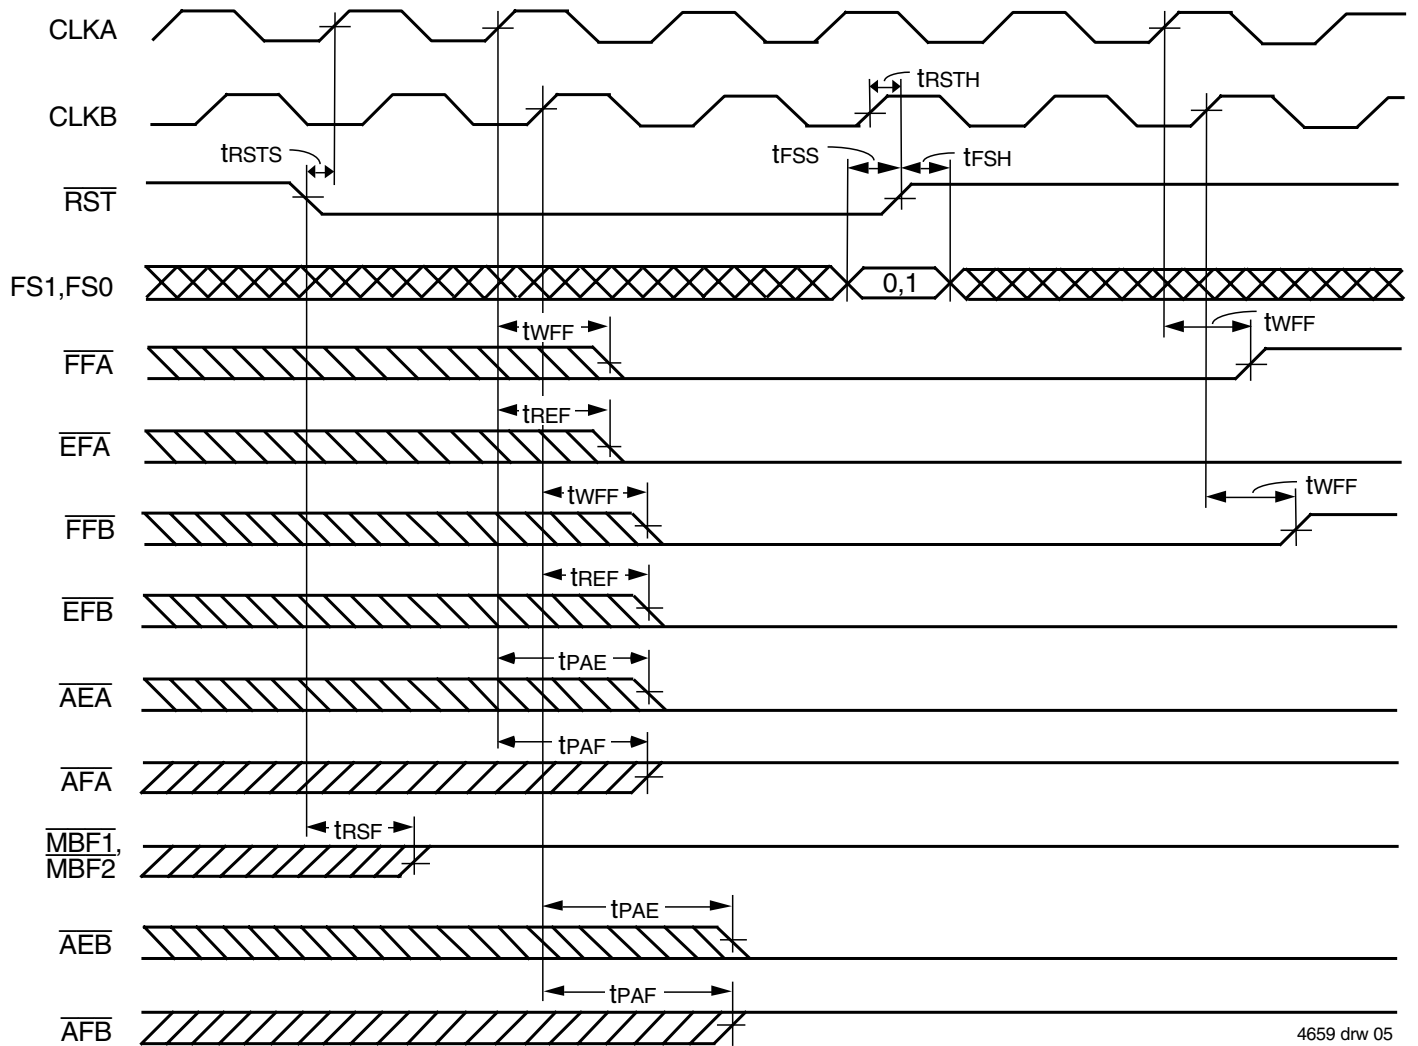 CLKA
CLKB
tRSTH
tRSTS
tFSS
tFSH
RST
FS1,FS0
0,1
tWFF
tWFF
FFA
tREF
EFA
tWFF
tWFF
FFB
tREF
EFB
tPAE
AEA
tPAF
AFA
tRSF
MBF1,
MBF2
tPAE
AEB
tPAF
AFB
4659 drw 05